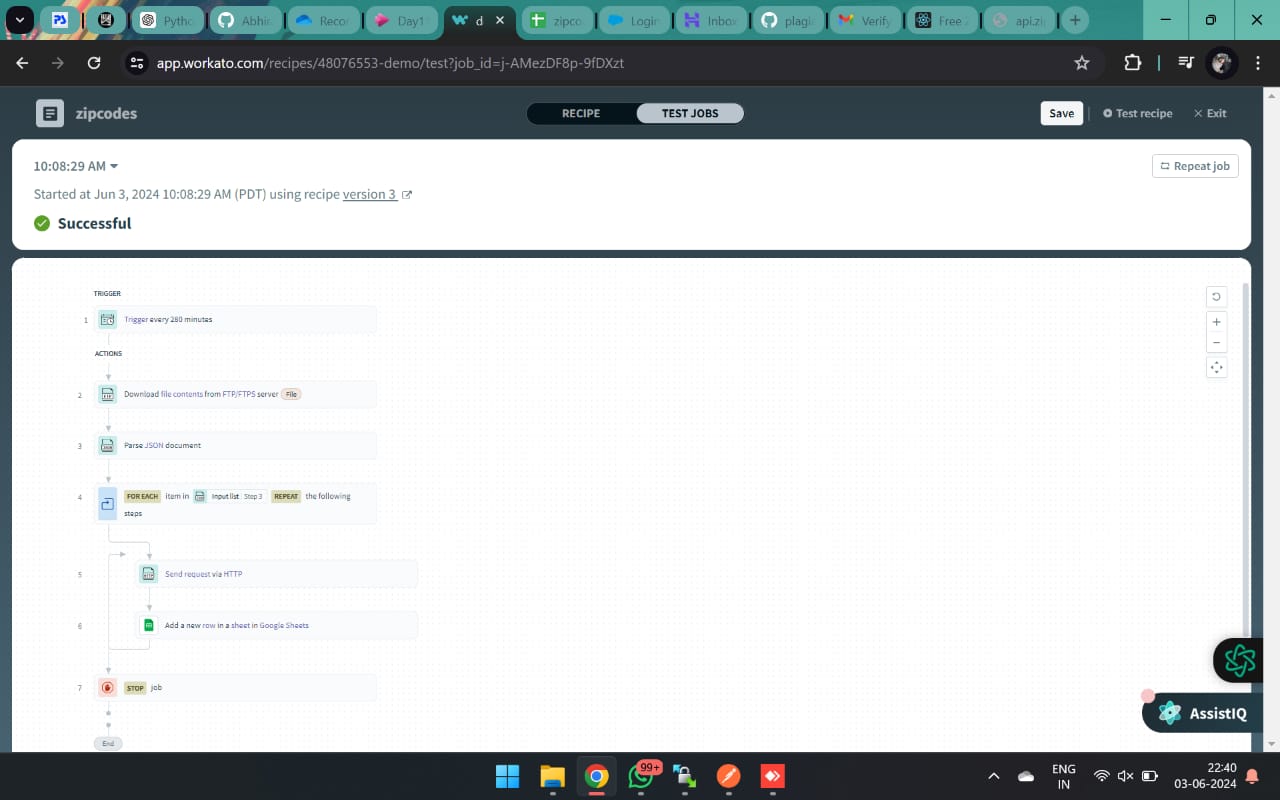 Pytho
Abhie
Recor
Day1
d
zipco
Login
Inbox
plagi
Verify
Free
api.zip
app.workato.com/recipes/48076553-demo/test?job_id=j-AMezDF8p-9fDXzt
zipcodes
RECIPE
TEST JOBS
Save
Test recipe
Exit
10:08:29 AM
Repeat job
Started at Jun 3, 2024 10:08:29 AM (PDT) using recipe version 3
Successful
TRIGGER
1 Trigger every 280 minutes
ACTIONS
2 Download file contents from FTP/FTPS server File
3 Parse JSON document
4 FOR EACH item in Input list Step 3 REPEAT the following
steps
5 Send request via HTTP
6 Add a new row in a sheet in Google Sheets
7 STOP job
End
AssistIQ
99+
ENG
IN
22:40
03-06-2024